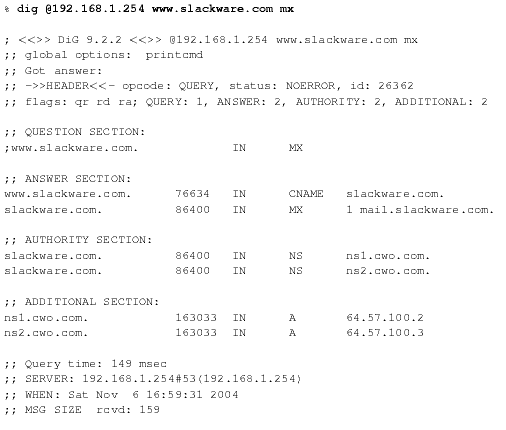 % dig @192.168.1.254 www.slackware.com mx
; <<>> DiG 9.2.2 <<>> @192.168.1.254 www.slackware.com mx
;; global options: printcmd
;; Got answer:
;; ->>HEADER<<- opcode: QUERY, status: NOERROR, id: 26362
;; flags: qr rd ra; QUERY: 1, ANSWER: 2, AUTHORITY: 2, ADDITIONAL: 2
;; QUESTION SECTION:
;www.slackware.com. IN MX
;; ANSWER SECTION:
www.slackware.com. 76634 IN CNAME slackware.com.
slackware.com. 86400 IN MX 1 mail.slackware.com.
;; AUTHORITY SECTION:
slackware.com. 86400 IN NS ns1.cwo.com.
slackware.com. 86400 IN NS ns2.cwo.com.
;; ADDITIONAL SECTION:
ns1.cwo.com. 163033 IN A 64.57.100.2
ns2.cwo.com. 163033 IN A 64.57.100.3
;; Query time: 149 msec
;; SERVER: 192.168.1.254#53(192.168.1.254)
;; WHEN: Sat Nov 6 16:59:31 2004
;; MSG SIZE rcvd: 159